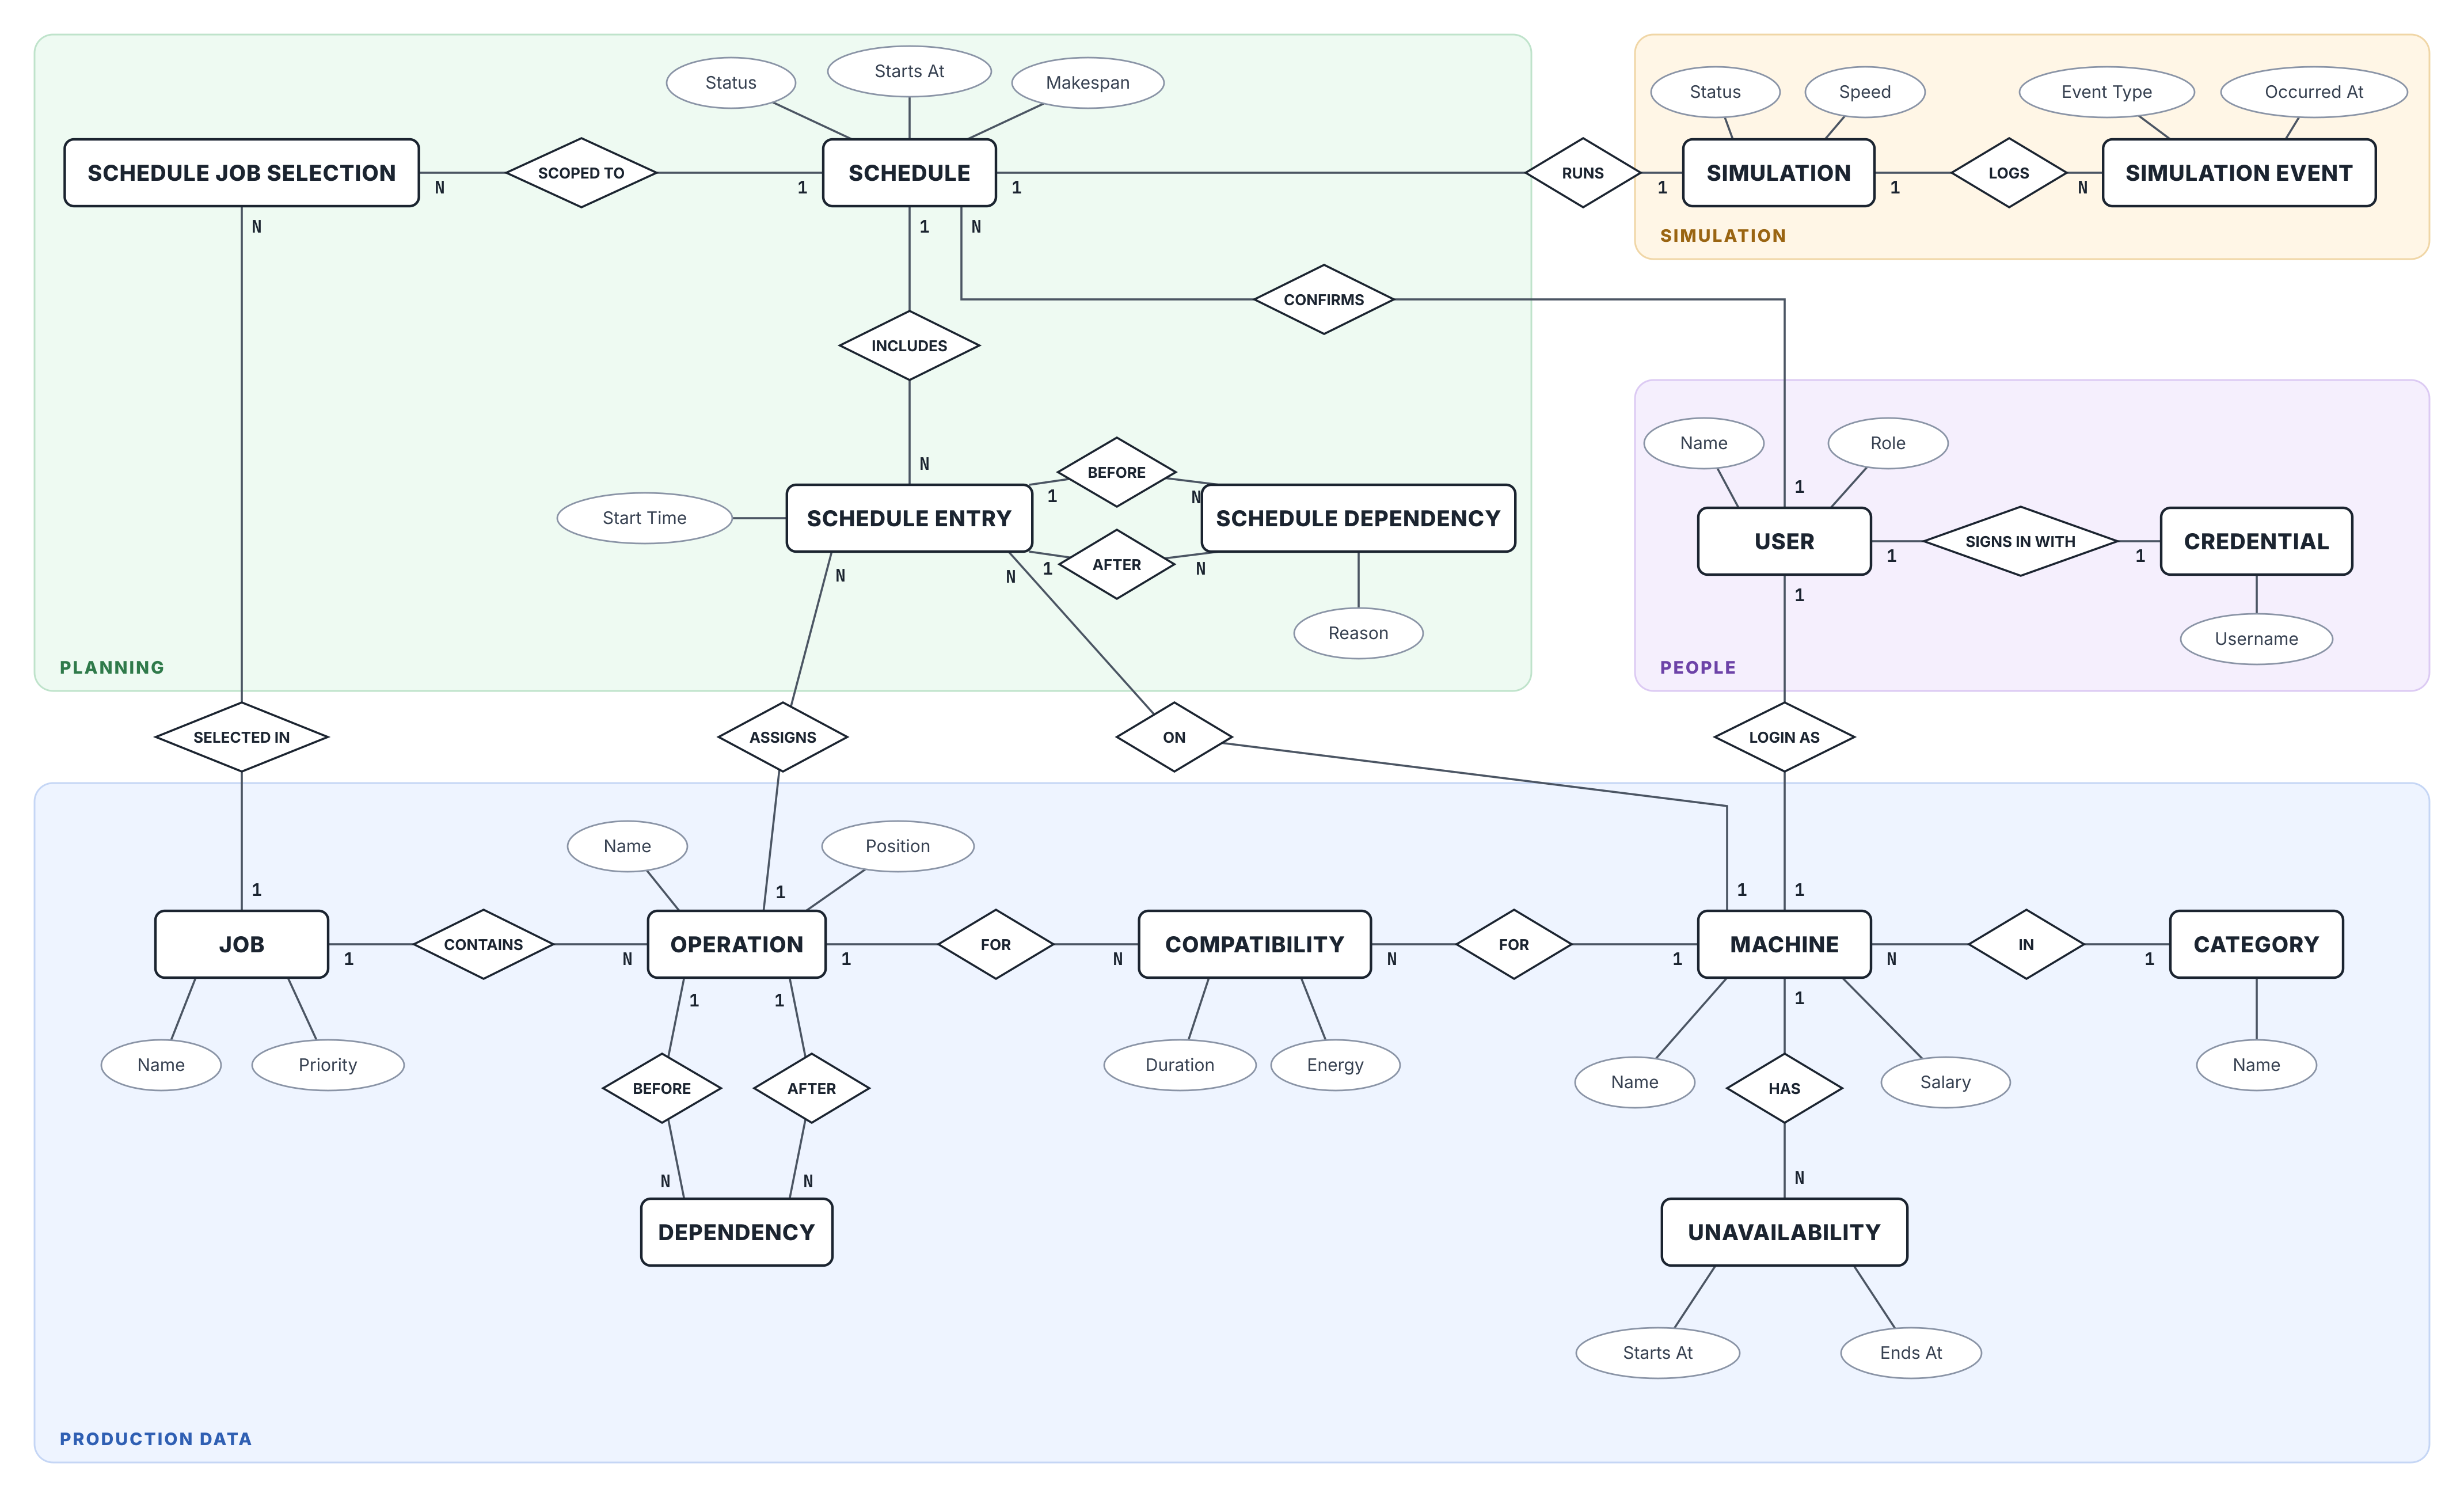 Status
Starts At
Makespan
Status
Speed
Event Type
Occurred At
SCHEDULE JOB SELECTION
N
SCOPED TO
1
SCHEDULE
1
RUNS
1
SIMULATION
1
LOGS
N
SIMULATION EVENT
N
1
N
SIMULATION
CONFIRMS
INCLUDES
Name
Role
N
BEFORE
1
N
1
Start Time
SCHEDULE ENTRY
SCHEDULE DEPENDENCY
USER
1
SIGNS IN WITH
1
CREDENTIAL
N
N
1
AFTER
N
1
Reason
Username
PLANNING
PEOPLE
SELECTED IN
ASSIGNS
ON
LOGIN AS
Name
Position
1
1
1
1
JOB
1
CONTAINS
N
OPERATION
1
FOR
N
COMPATIBILITY
N
FOR
1
MACHINE
N
IN
1
CATEGORY
1
1
1
Name
Priority
BEFORE
AFTER
Duration
Energy
Name
HAS
Salary
Name
N
N
N
DEPENDENCY
UNAVAILABILITY
Starts At
Ends At
PRODUCTION DATA